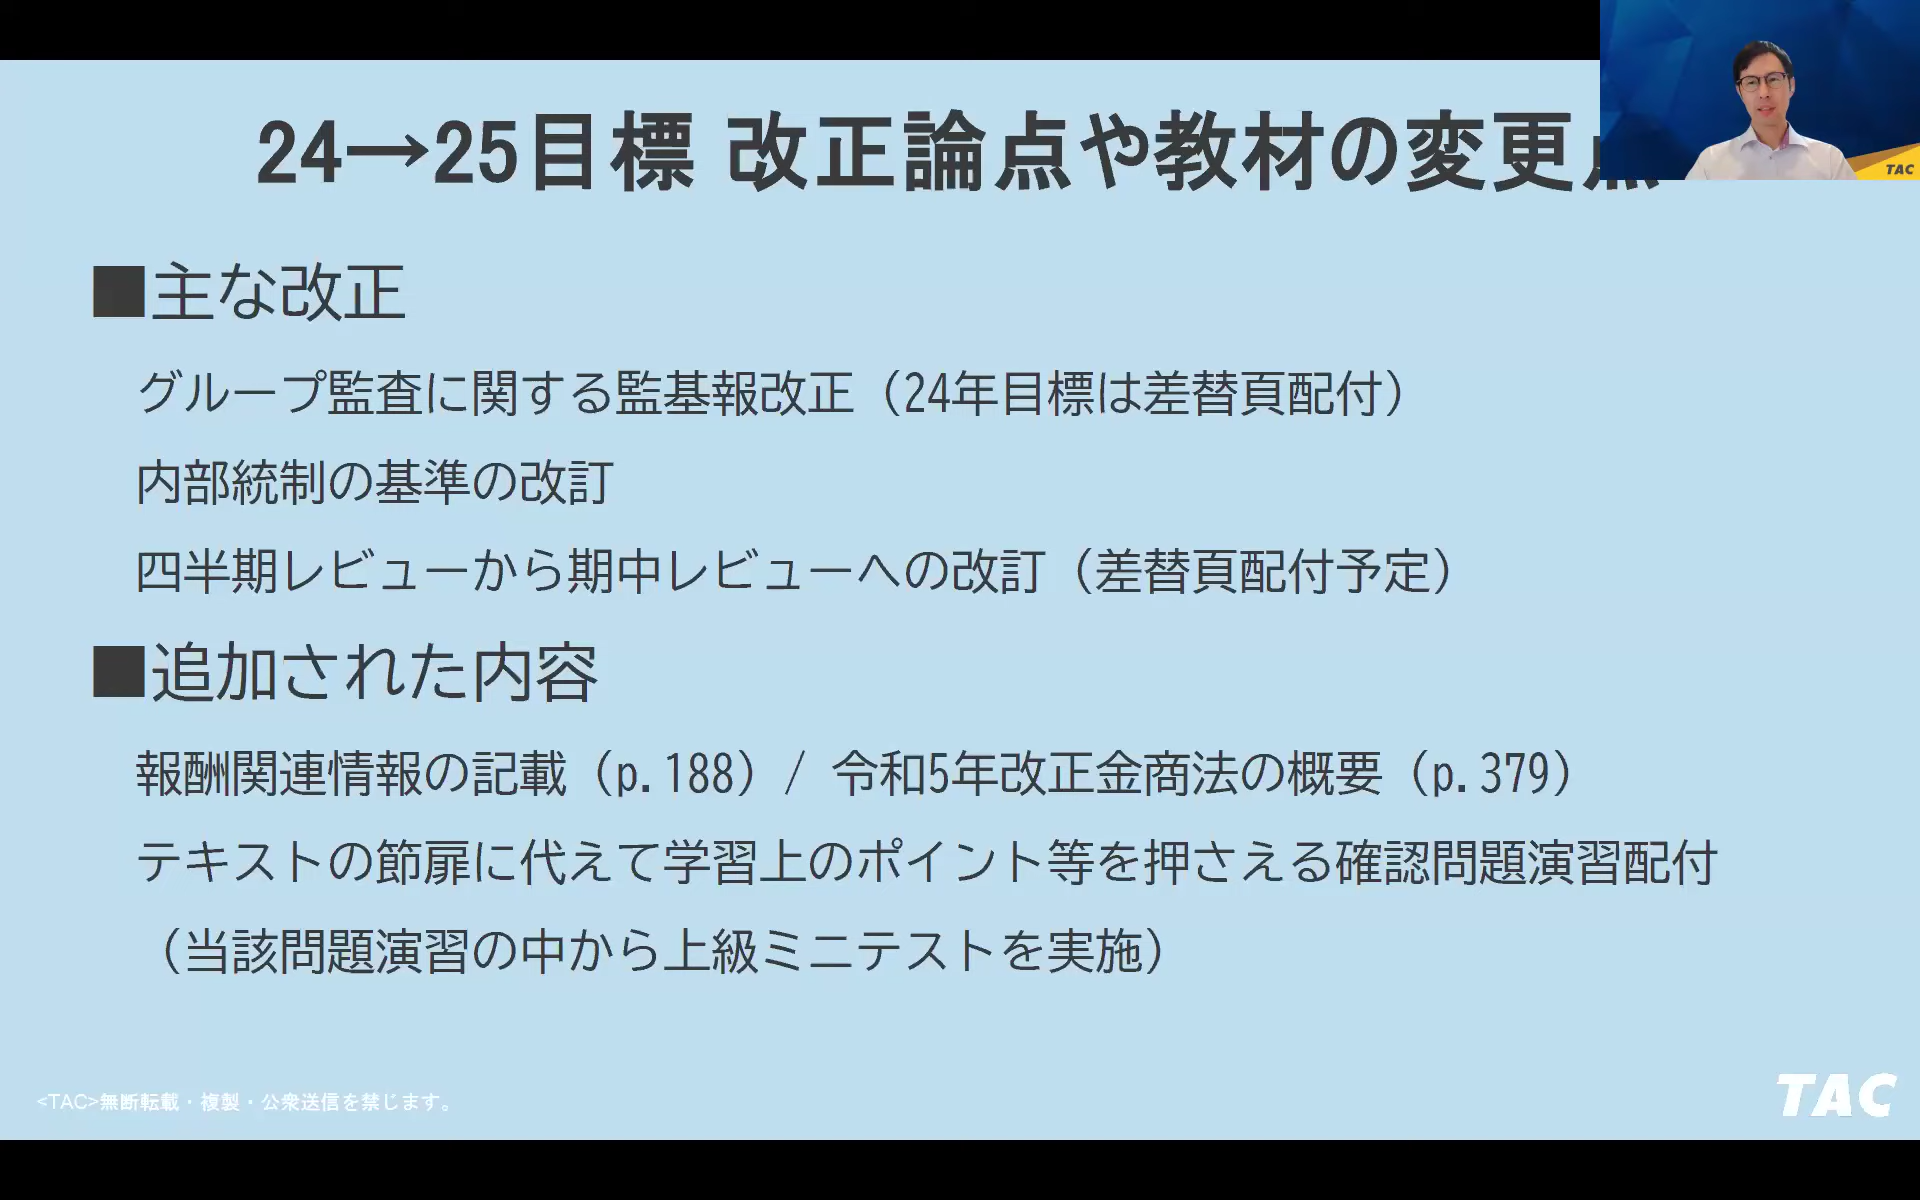 24→25目標 改正論点や教材の変更点
TAC
■主な改正
グループ監査に関する監基報改正（24年目標は差替頁配付）
内部統制の基準の改訂
四半期レビューから期中レビューへの改訂（差替頁配付予定）
■追加された内容
報酬関連情報の記載（p.188）/ 令和5年改正金商法の概要（p.379）
テキストの節扉に代えて学習上のポイント等を押さえる確認問題演習配付
（当該問題演習の中から上級ミニテストを実施）
<TAC>無断転載・複製・公衆送信を禁じます。
TAC